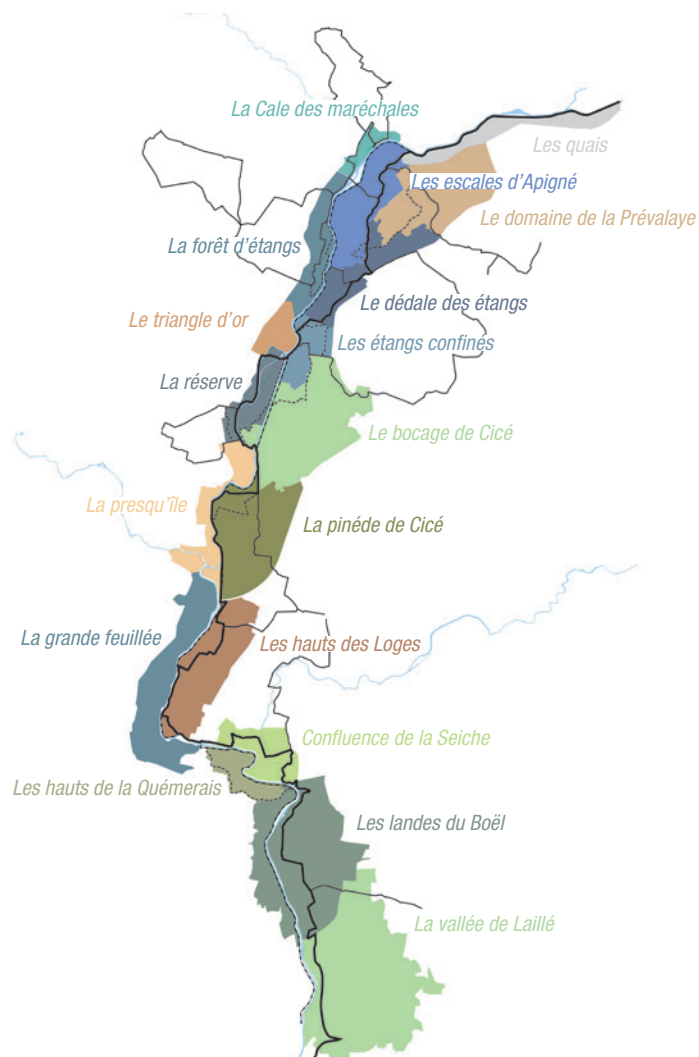 La Cale des maréchales
Les quais
Les escales d'Apigné
Le domaine de la Prévalaye
La forêt d'étangs
Le dédale des étangs
Le triangle d'or
Les étangs confinés
La réserve
Le bocage de Cicé
La presqu'île
La pinéde de Cicé
La grande feuillée
Les hauts des Loges
Confluence de la Seiche
Les hauts de la Quémerais
Les landes du Boël
La vallée de Laillé